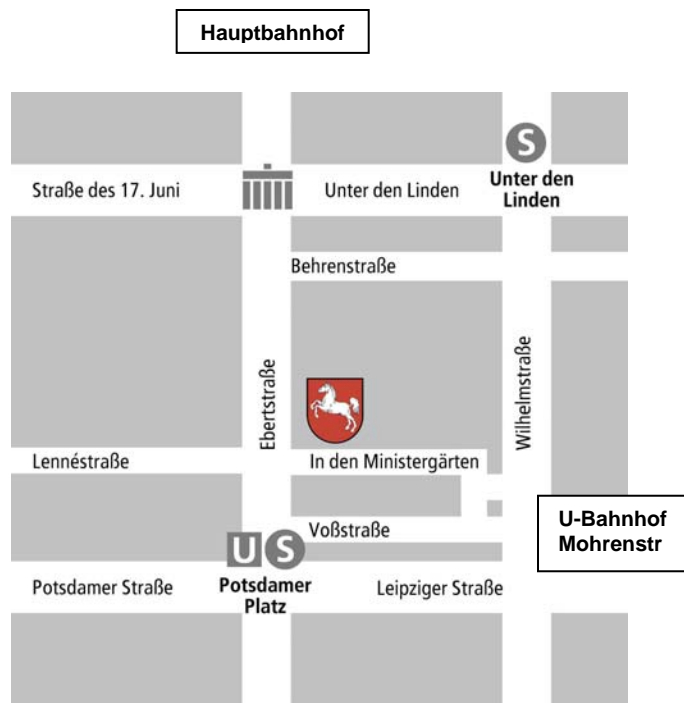 Hauptbahnhof
S
Straße des 17. Juni
Unter den Linden
Unter den
Linden
Behrenstraße
Ebertstraße
Wilhelmstraße
Lennéstraße
In den Ministergärten
U-Bahnhof
Mohrenstr
Voßstraße
U S
Potsdamer Straße
Potsdamer
Platz
Leipziger Straße